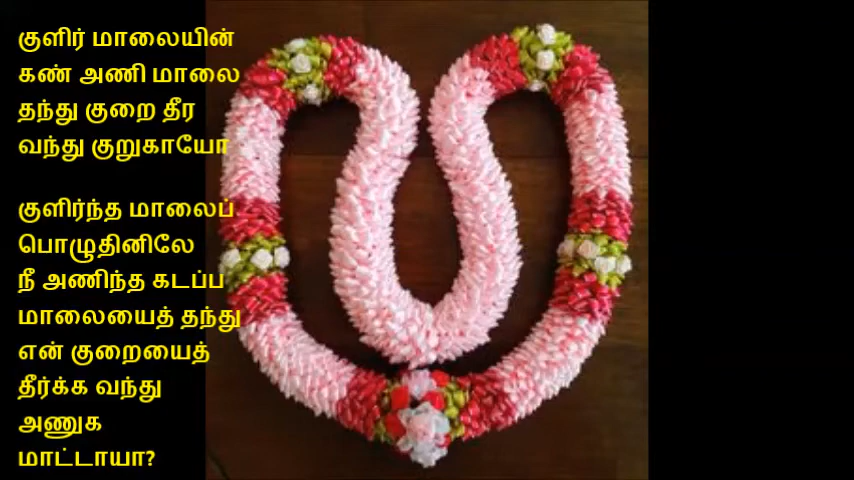 குளிர் மாலையின்
கண் அணி மாலை
தந்து குறை தீர
வந்து குறுகாயோ
குளிர்ந்த மாலைப்
பொழுதினிலே
நீ அணிந்த கடப்ப
மாலையைத் தந்து
என் குறையைத்
தீர்க்க வந்து
அணுக
மாட்டாயா?